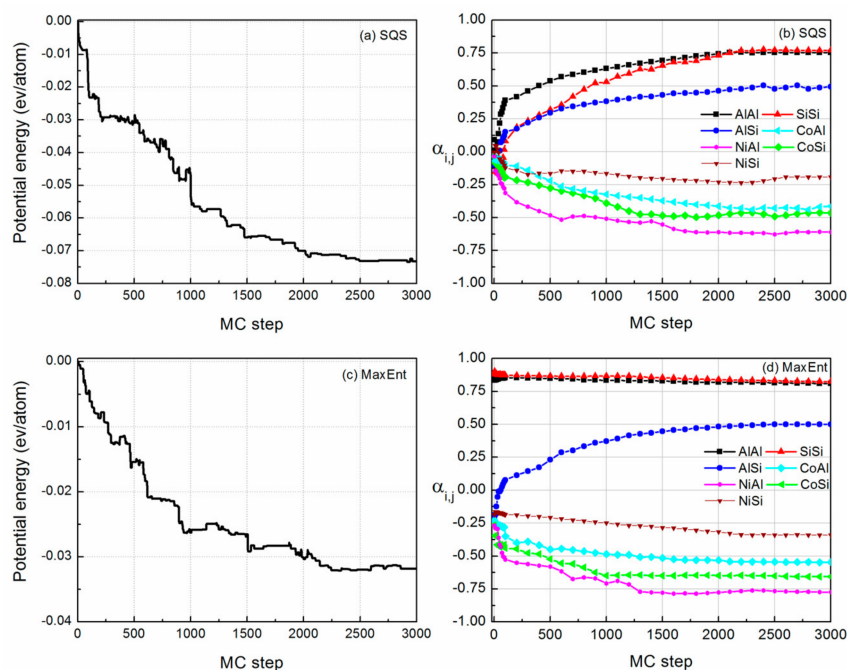 (a) SQS
Potential energy (ev/atom)
0.00
-0.01
-0.02
-0.03
-0.04
-0.05
-0.06
-0.07
-0.08
0 500 1000 1500 2000 2500 3000
MC step
(b) SQS
α i,j
1.00
0.75
0.50
0.25
0.00
-0.25
-0.50
-0.75
-1.00
AlAl SiSi
AlSi CoAl
NiAl CoSi
NiSi
0 500 1000 1500 2000 2500 3000
MC step
(c) MaxEnt
Potential energy (ev/atom)
0.00
-0.01
-0.02
-0.03
-0.04
0 500 1000 1500 2000 2500 3000
MC step
(d) MaxEnt
α i,j
1.00
0.75
0.50
0.25
0.00
-0.25
-0.50
-0.75
-1.00
AlAl SiSi
AlSi CoAl
NiAl CoSi
NiSi
0 500 1000 1500 2000 2500 3000
MC step